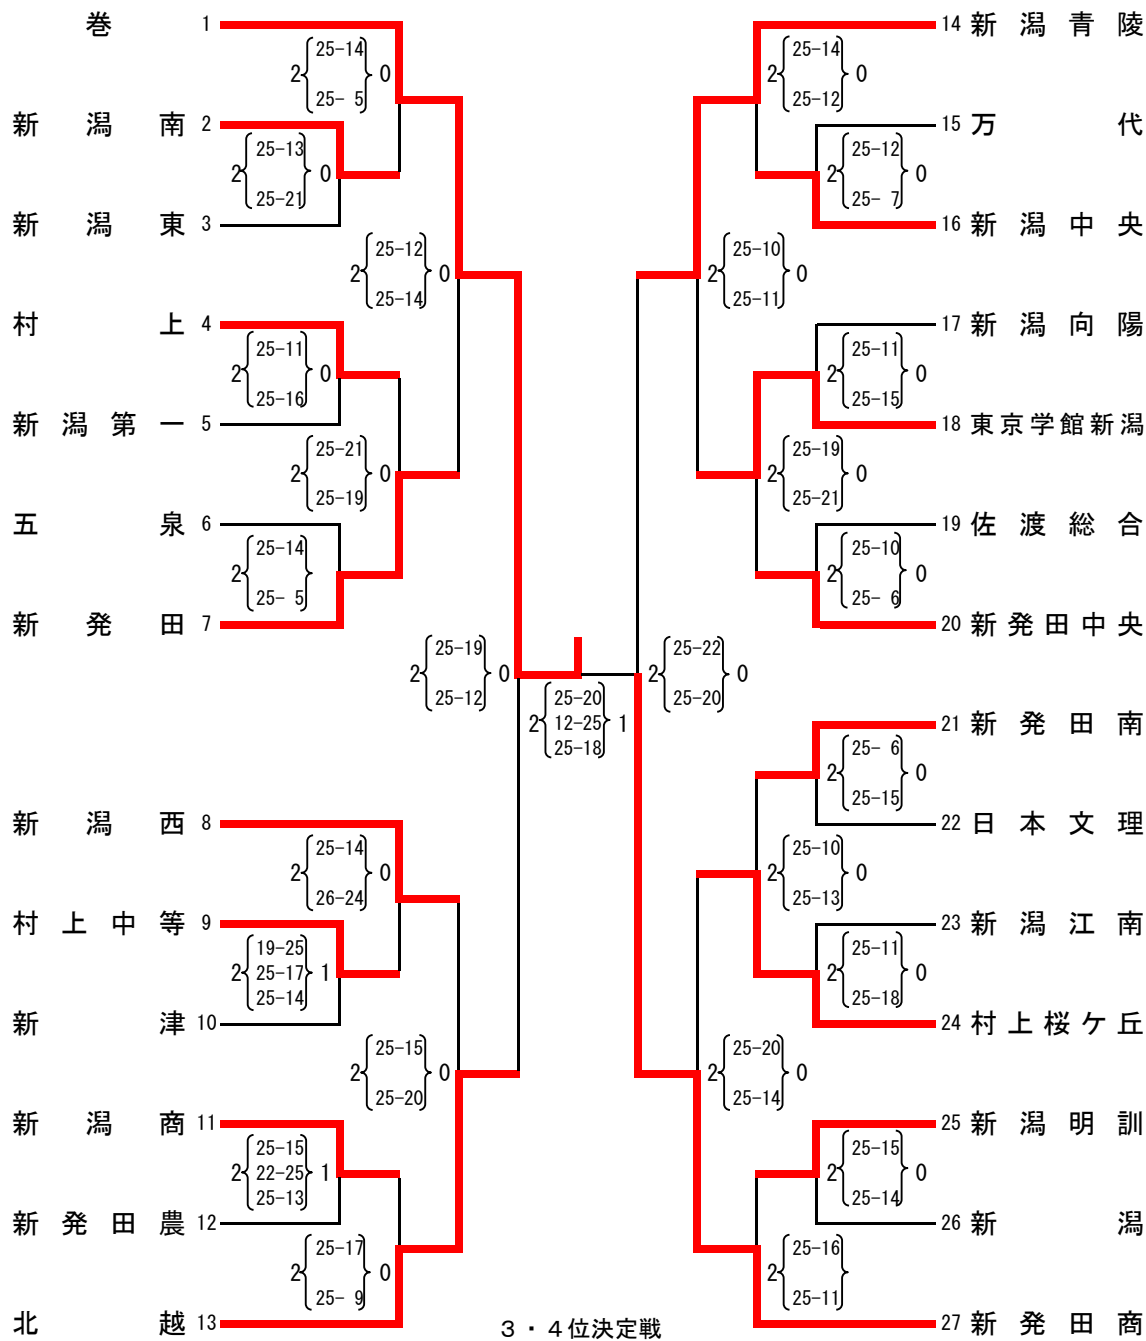 巻 1
25-14
2 0
25- 5
新潟南 2
25-13
2 0
25-21
新潟東 3
25-12
2 0
25-14
村上 4
25-11
2 0
25-16
新潟第一 5
25-21
2 0
25-19
五泉 6
25-14
2
25- 5
新発田 7
25-19
2 0
25-12
新潟西 8
25-14
2 0
26-24
村上中等 9
19-25
2 25-17 1
25-14
新津 10
25-15
2 0
25-20
新潟商 11
25-15
2 22-25 1
25-13
新発田農 12
25-17
2 0
25- 9
北越 13
25-20
2 12-25 1
25-18
3・4位決定戦
14 新潟青陵
25-14
2 0
25-12
15 万代
25-12
2 0
25- 7
16 新潟中央
25-10
2 0
25-11
17 新潟向陽
25-11
2 0
25-15
18 東京学館新潟
25-19
2 0
25-21
19 佐渡総合
25-10
2 0
25- 6
20 新発田中央
25-22
2 0
25-20
21 新発田南
25- 6
2 0
25-15
22 日本文理
25-10
2 0
25-13
23 新潟江南
25-11
2 0
25-18
24 村上桜ケ丘
25-20
2 0
25-14
25 新潟明訓
25-15
2 0
25-14
26 新潟
25-16
2
25-11
27 新発田商